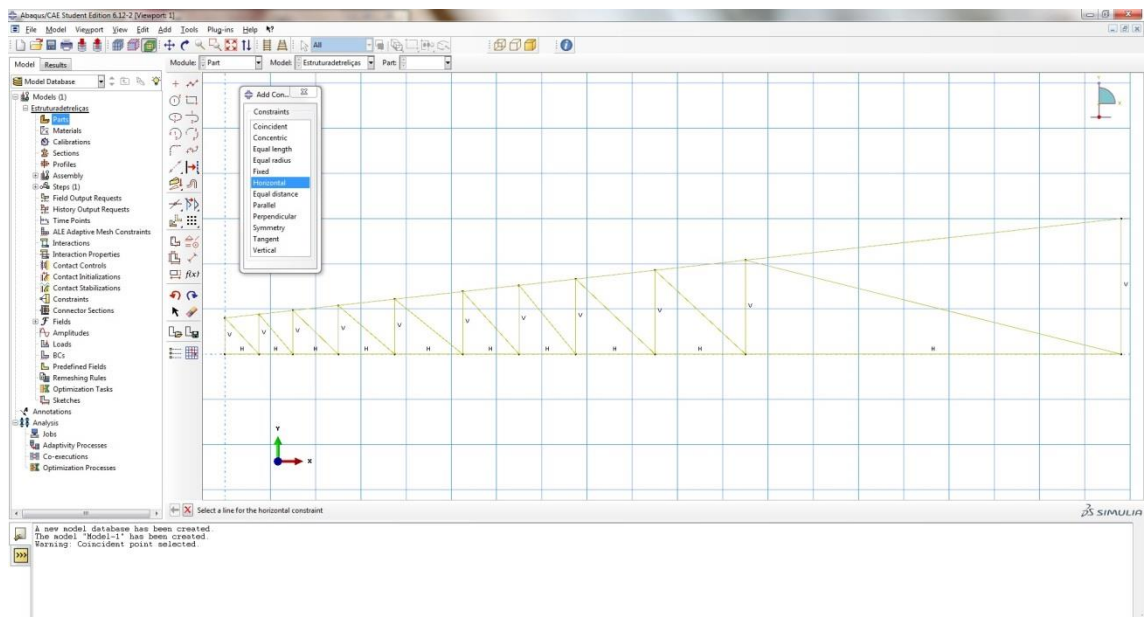 Abaqus/CAE Student Edition 6.12-2 [Viewport: 1]
File Model Viewport View Edit Add Tools Plug-ins Help
All
Model Results
Module: Part Model: Estruturadetreliças Part:
Model Database
Models (1)
Estruturadetreliças
Parts
Materials
Calibrations
Sections
Profiles
Assembly
Steps (1)
Field Output Requests
History Output Requests
Time Points
ALE Adaptive Mesh Constraints
Interactions
Interaction Properties
Contact Controls
Contact Initializations
Contact Stabilizations
Constraints
Connector Sections
Fields
Amplitudes
Loads
BCs
Predefined Fields
Remeshing Rules
Optimization Tasks
Sketches
Annotations
Analysis
Jobs
Adaptivity Processes
Co-executions
Optimization Processes
f(x)
Add Con...
Constraints
Coincident
Concentric
Equal length
Equal radius
Fixed
Horizontal
Equal distance
Parallel
Perpendicular
Symmetry
Tangent
Vertical
V V V V V V V V V V V
H H H H H H H H H H H
Y
X
Select a line for the horizontal constraint
SIMULIA
A new model database has been created.
The model "Model-1" has been created.
Warning: Coincident point selected.